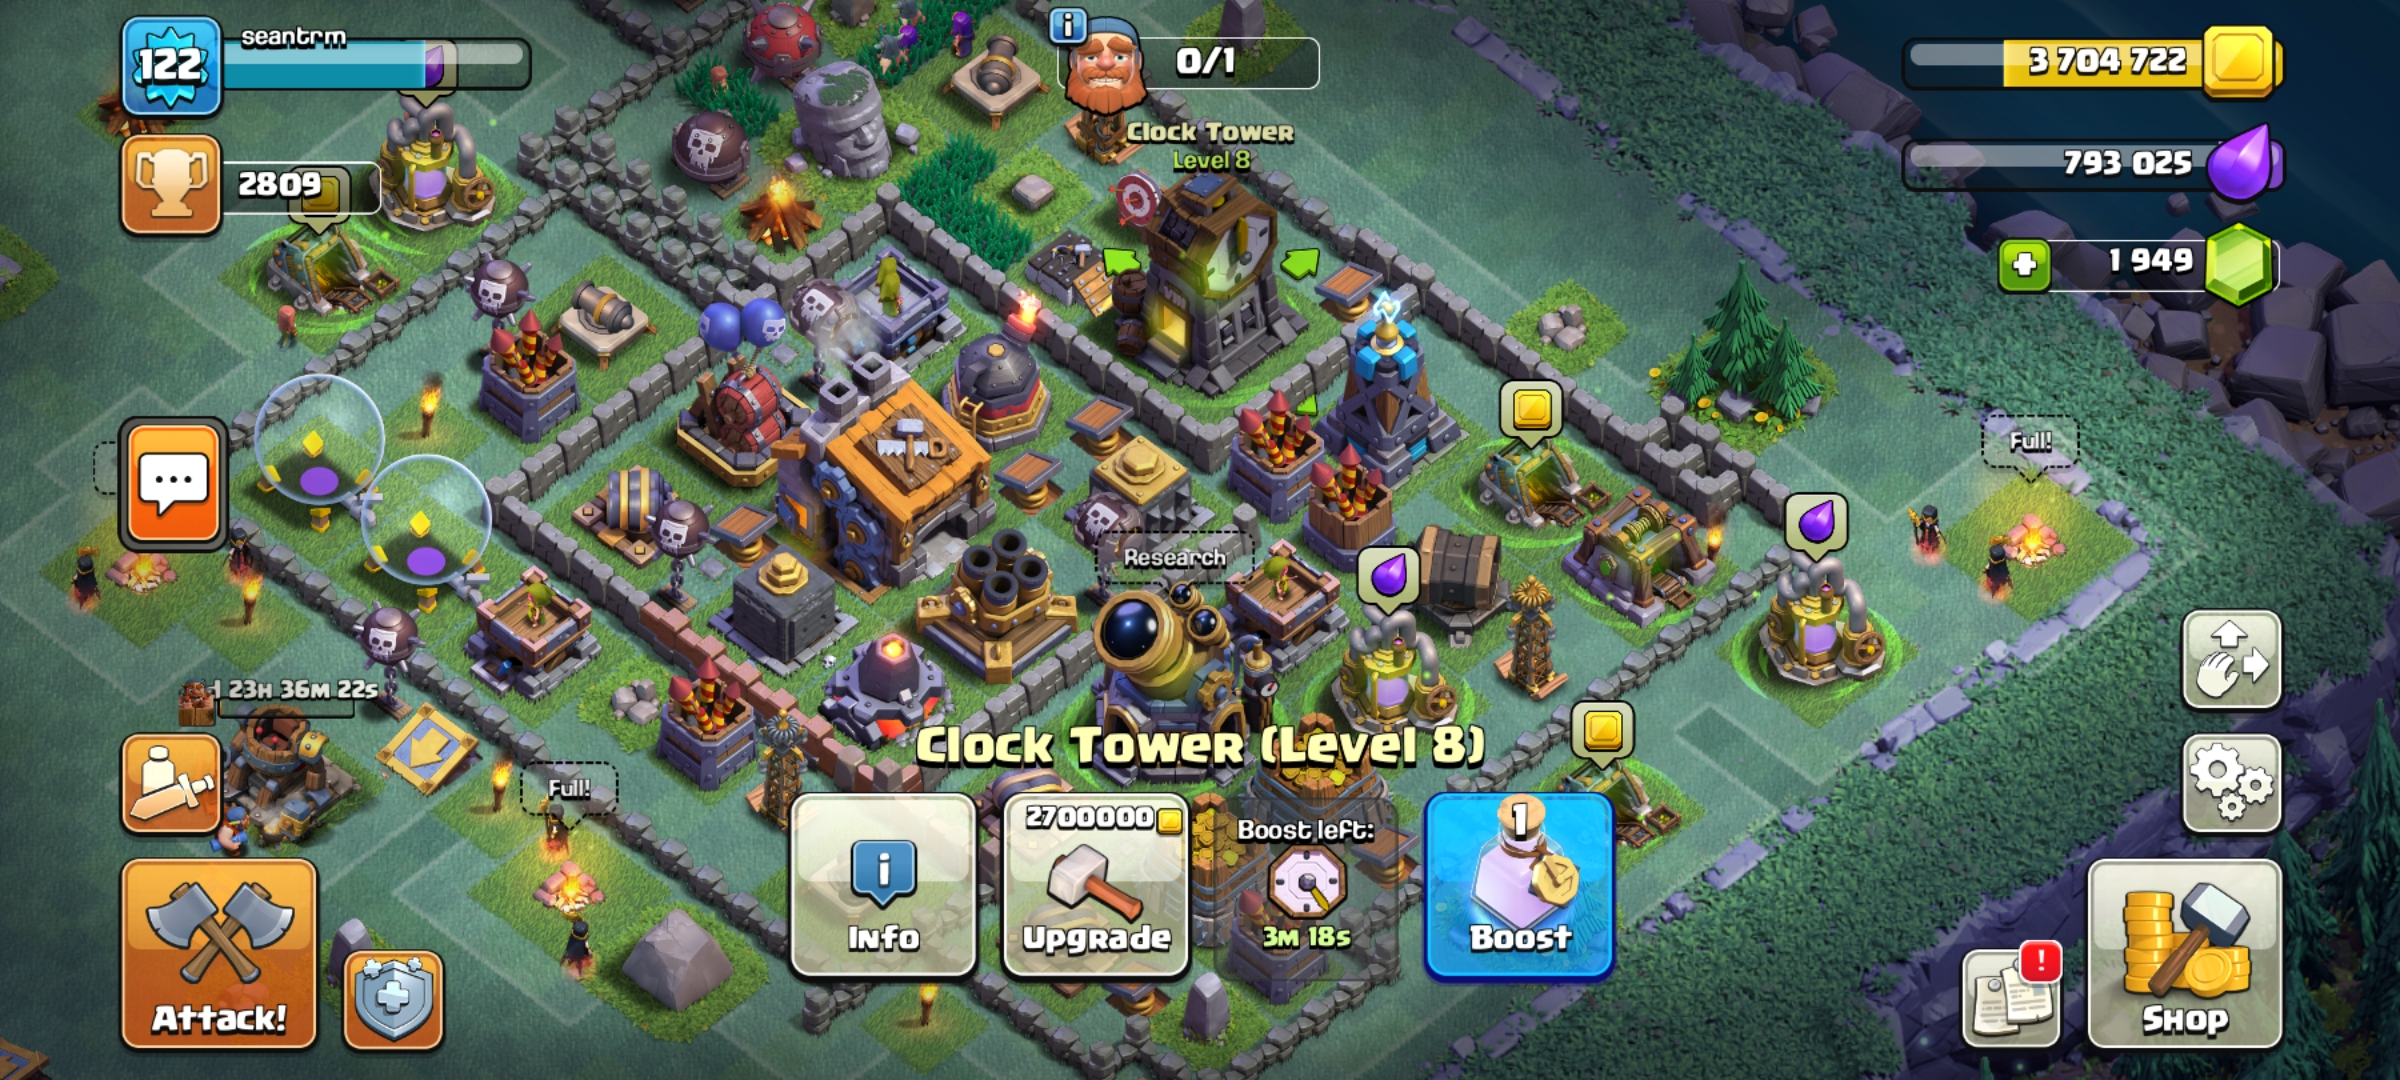 122
seantrm
0/1
3 704 722
Clock Tower
Level 8
793 025
2809
1 949
Full!
Research
1 23H 36M 22s
Clock Tower (Level 8)
Full!
2700000
Boost left:
1
Info
Upgrade
3M 18s
Boost
!
Attack!
Shop